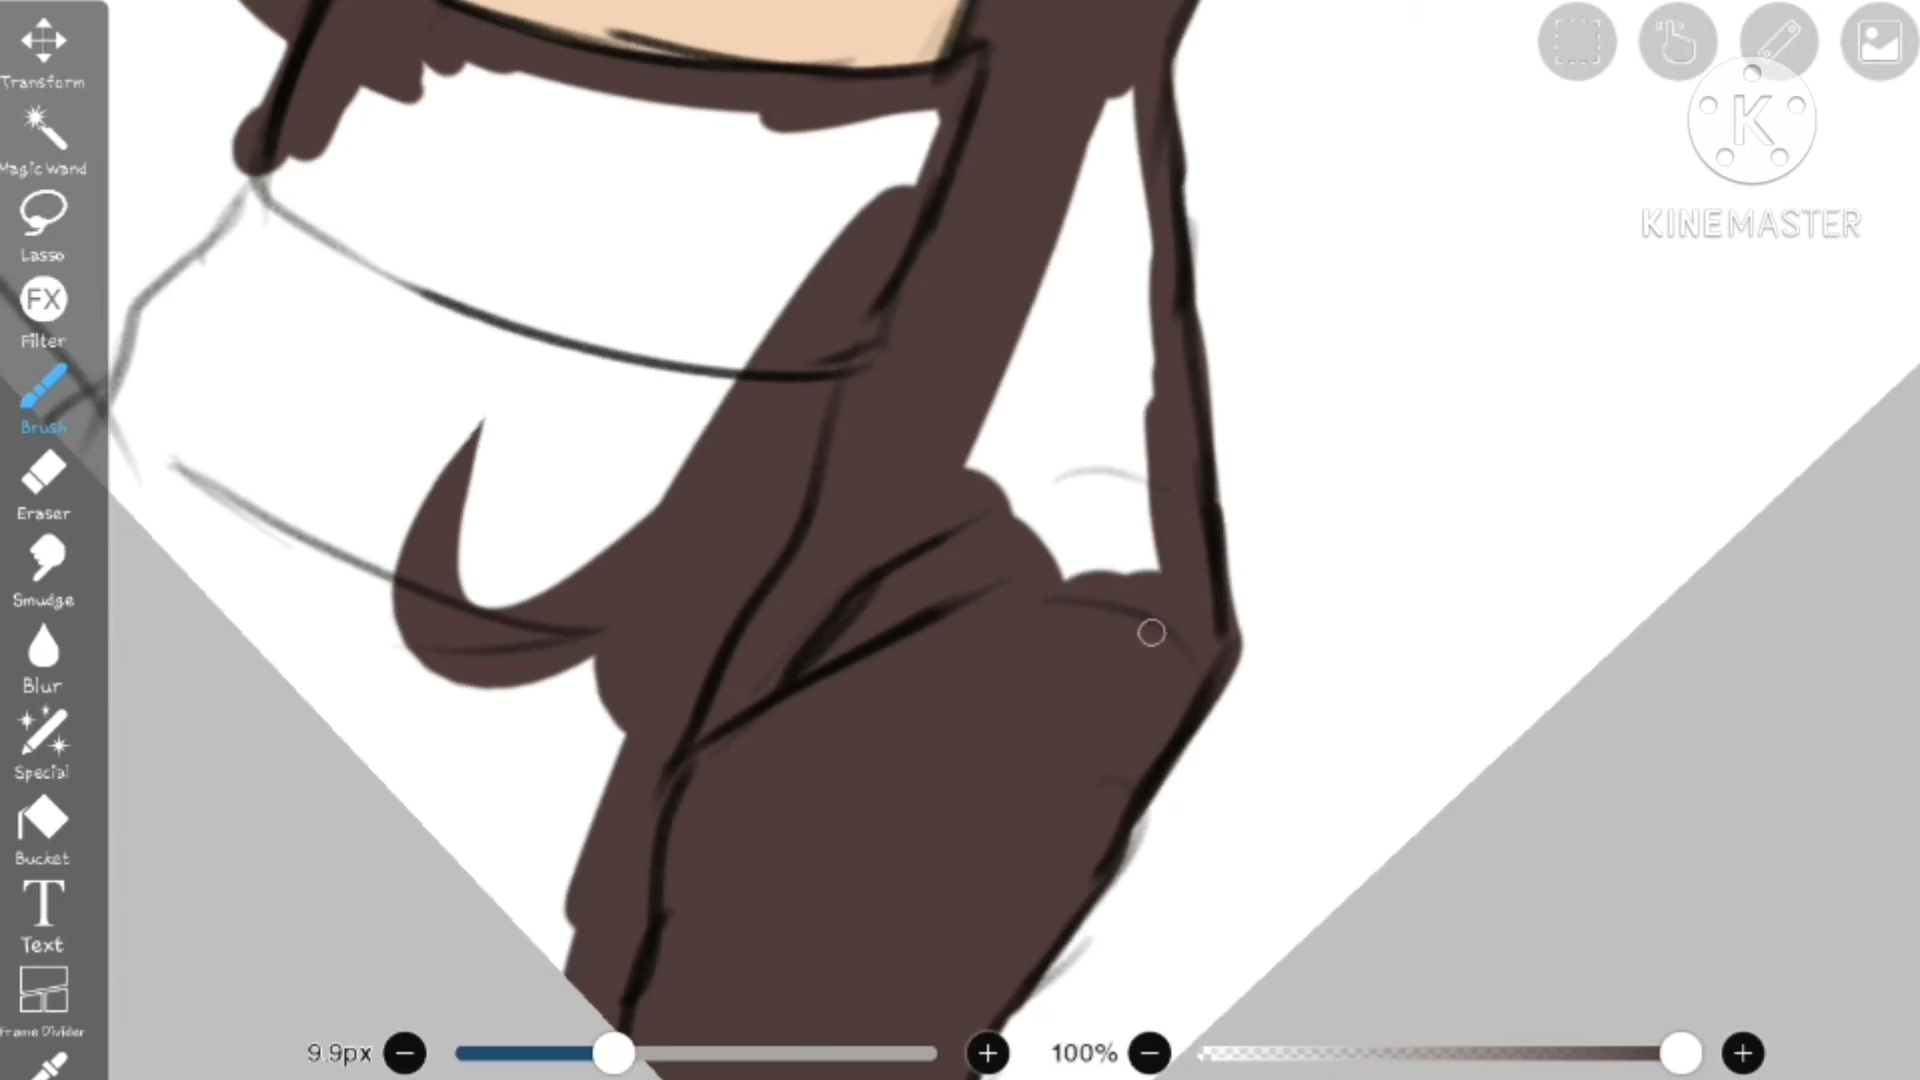 Transform
Magic Wand
Lasso
FX
Filter
Brush
Eraser
Smudge
Blur
Special
Bucket
T
Text
Frame Divider
K
KINEMASTER
9.9px
100%